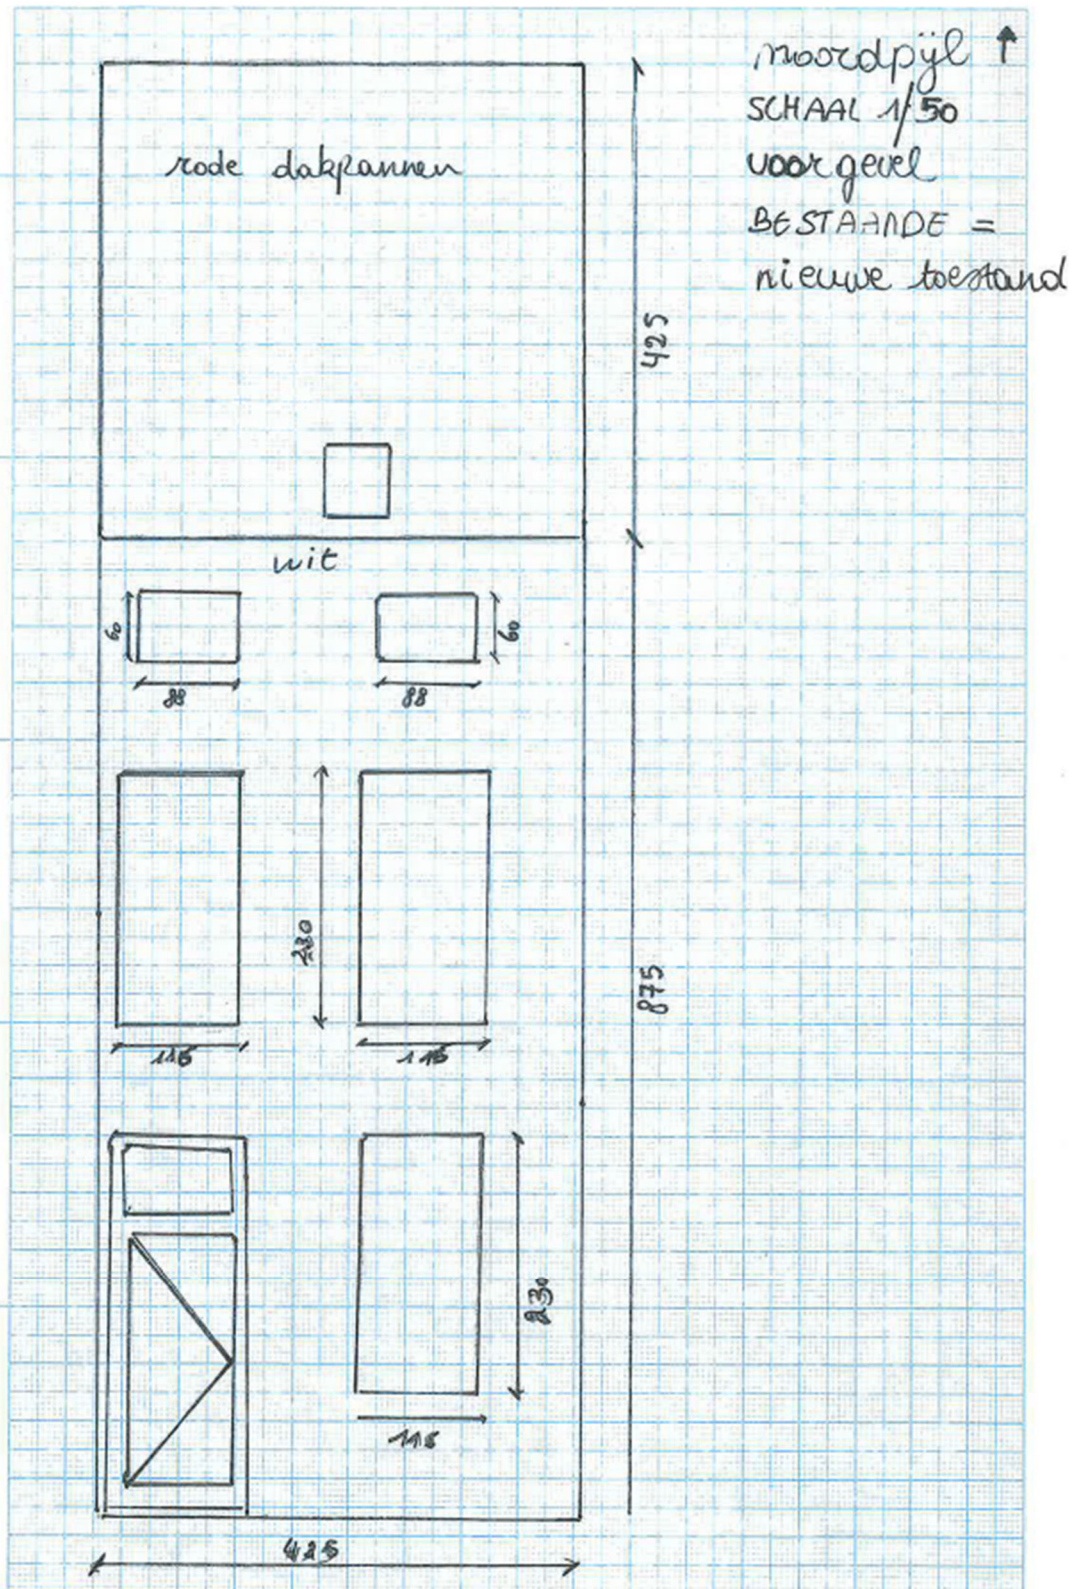 noordpijl ↑
SCHAAL 1/50
voorgevel
BESTAANDE =
nieuwe toestand
rode dakpannen
425
wit
60
60
88
88
230
875
115
115
230
115
425